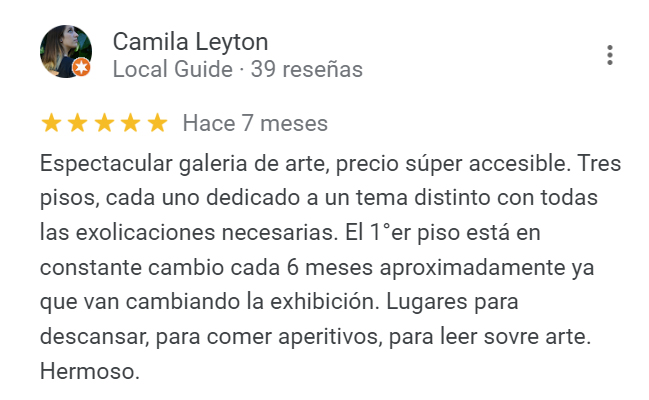 Camila Leyton
Local Guide · 39 reseñas
Hace 7 meses
Espectacular galeria de arte, precio súper accesible. Tres
pisos, cada uno dedicado a un tema distinto con todas
las exolicaciones necesarias. El 1°er piso está en
constante cambio cada 6 meses aproximadamente ya
que van cambiando la exhibición. Lugares para
descansar, para comer aperitivos, para leer sovre arte.
Hermoso.